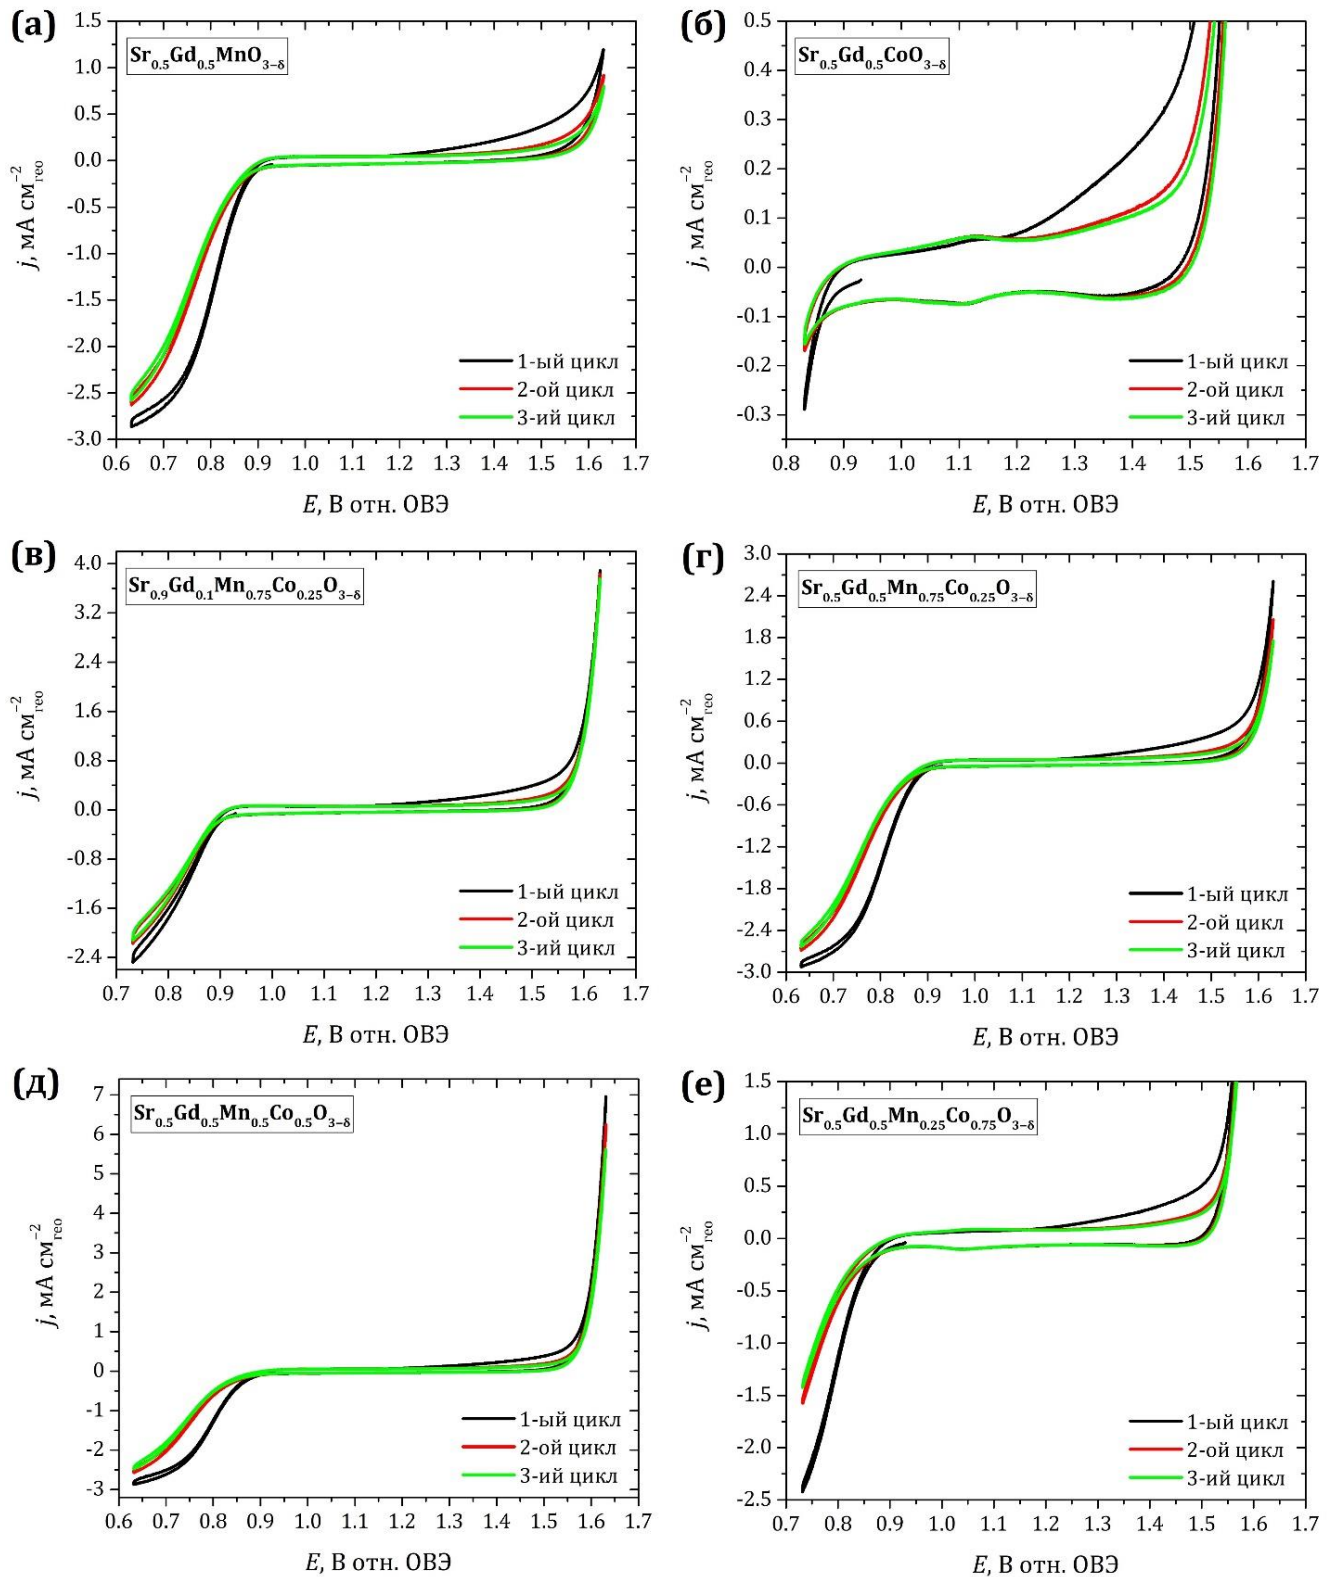 (а)
Sr0.5Gd0.5MnO3−δ
1.5
1.0
0.5
0.0
-0.5
-1.0
-1.5
-2.0
-2.5
-3.0
j, мА см−2гео
1-ый цикл
2-ой цикл
3-ий цикл
0.6 0.7 0.8 0.9 1.0 1.1 1.2 1.3 1.4 1.5 1.6 1.7
E, В отн. ОВЭ
(б)
Sr0.5Gd0.5CoO3−δ
0.5
0.4
0.3
0.2
0.1
0.0
-0.1
-0.2
-0.3
j, мА см−2гео
1-ый цикл
2-ой цикл
3-ий цикл
0.8 0.9 1.0 1.1 1.2 1.3 1.4 1.5 1.6 1.7
E, В отн. ОВЭ
(в)
Sr0.9Gd0.1Mn0.75Co0.25O3−δ
4.0
3.2
2.4
1.6
0.8
0.0
-0.8
-1.6
-2.4
j, мА см−2гео
1-ый цикл
2-ой цикл
3-ий цикл
0.7 0.8 0.9 1.0 1.1 1.2 1.3 1.4 1.5 1.6 1.7
E, В отн. ОВЭ
(г)
Sr0.5Gd0.5Mn0.75Co0.25O3−δ
3.0
2.4
1.8
1.2
0.6
0.0
-0.6
-1.2
-1.8
-2.4
-3.0
j, мА см−2гео
1-ый цикл
2-ой цикл
3-ий цикл
0.6 0.7 0.8 0.9 1.0 1.1 1.2 1.3 1.4 1.5 1.6 1.7
E, В отн. ОВЭ
(д)
Sr0.5Gd0.5Mn0.5Co0.5O3−δ
7
6
5
4
3
2
1
0
-1
-2
-3
j, мА см−2гео
1-ый цикл
2-ой цикл
3-ий цикл
0.6 0.7 0.8 0.9 1.0 1.1 1.2 1.3 1.4 1.5 1.6 1.7
E, В отн. ОВЭ
(е)
Sr0.5Gd0.5Mn0.25Co0.75O3−δ
1.5
1.0
0.5
0.0
-0.5
-1.0
-1.5
-2.0
-2.5
j, мА см−2гео
1-ый цикл
2-ой цикл
3-ий цикл
0.7 0.8 0.9 1.0 1.1 1.2 1.3 1.4 1.5 1.6 1.7
E, В отн. ОВЭ